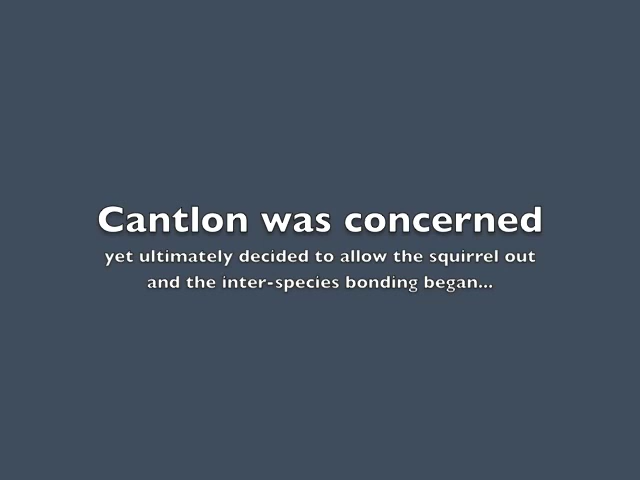 Cantlon was concerned
yet ultimately decided to allow the squirrel out
and the inter-species bonding began...